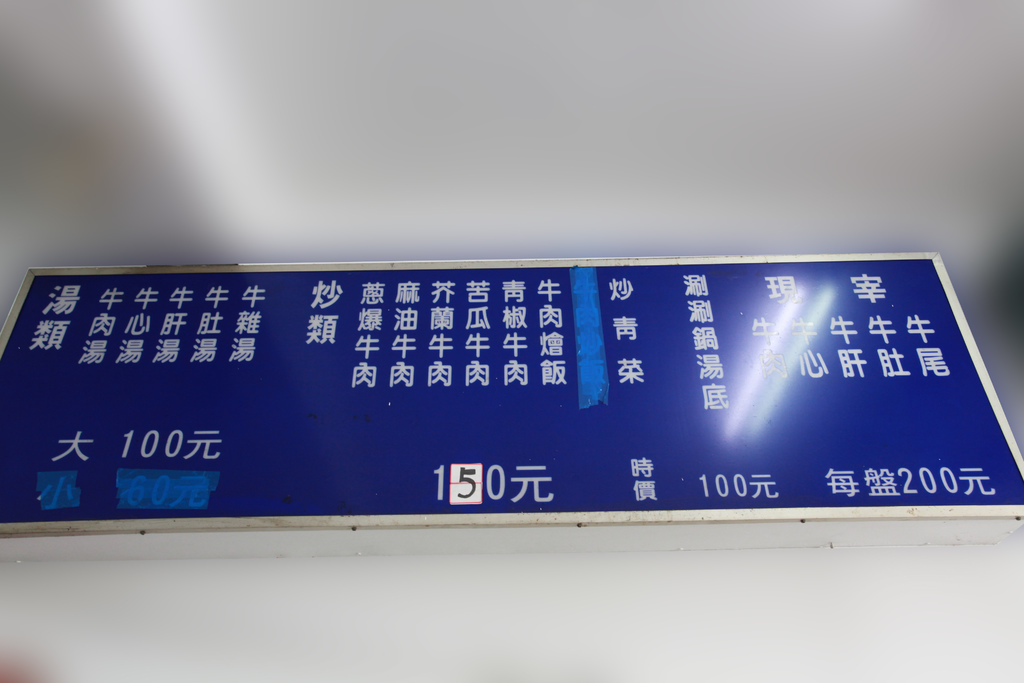 湯類
牛肉湯
牛心湯
牛肝湯
牛肚湯
牛雜湯
大 100元
小 60元
炒類
蔥爆牛肉
麻油牛肉
芥蘭牛肉
苦瓜牛肉
青椒牛肉
牛肉燴飯
150元
炒青菜
時價
涮涮鍋湯底
100元
現宰
牛肉
牛心
牛肝
牛肚
牛尾
每盤200元